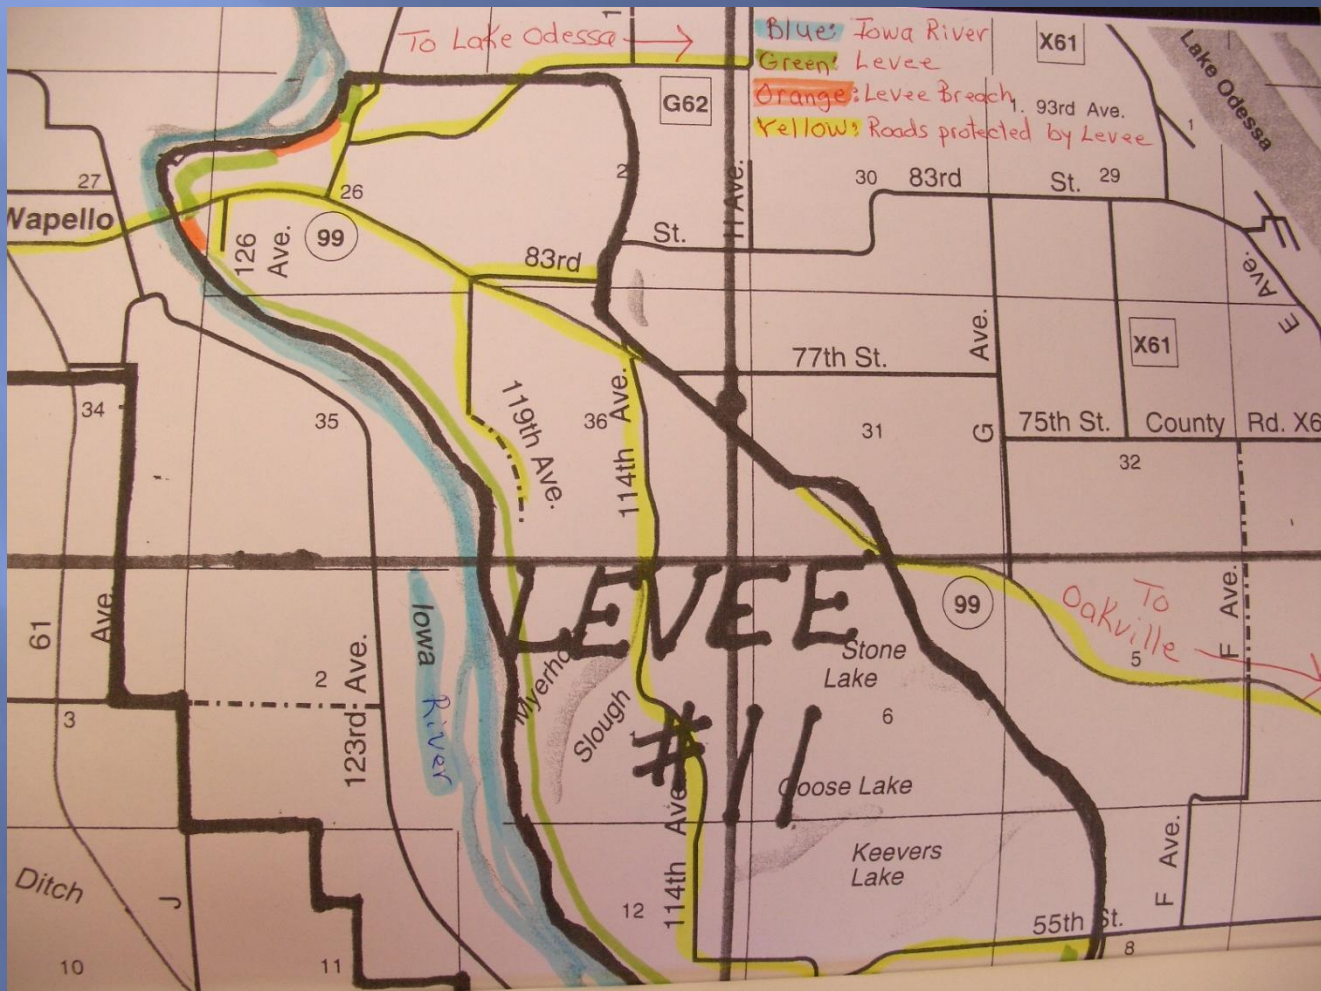 To Lake Odessa
Blue: Iowa River
Green: Levee
Orange: Levee Breach
Yellow: Roads protected by Levee
X61
Lake Odessa
G62
1. 93rd Ave.
1
1
27
26
2
H Ave.
30
83rd
St.
29
Wapello
126
Ave.
99
83rd
St.
E Ave.
77th St.
Ave.
G
X61
34
35
119th Ave.
36
114th Ave.
31
75th St.
County
Rd. X6
32
LEVEE
#11
99
To
Oakville
61
Ave.
Iowa
River
Stone
Lake
F Ave.
5
2
123rd Ave.
3
Slough
6
Goose Lake
114th Ave
Keevers
Lake
F Ave.
Ditch
J
12
55th St.
8
10
11